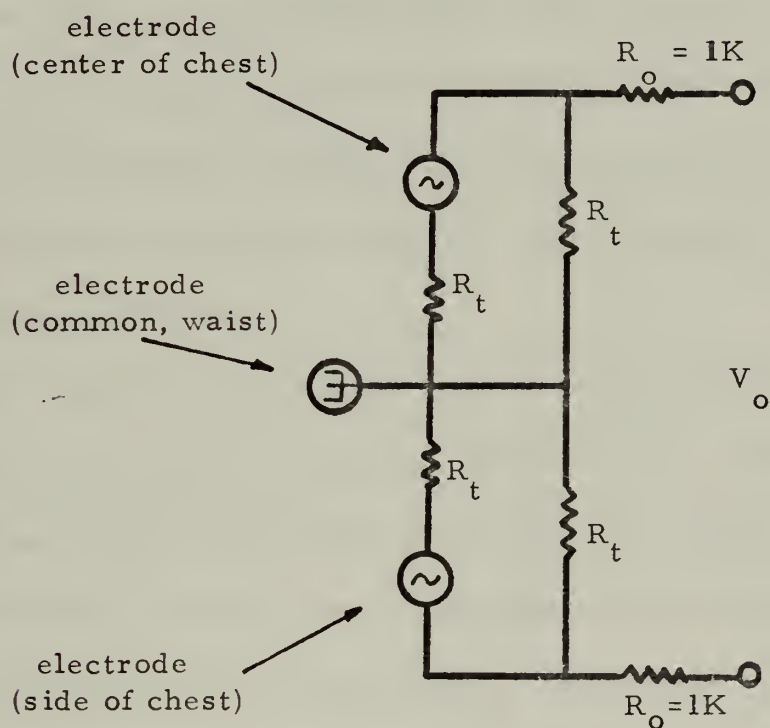 electrode
(center of chest)
R_o = 1K
R_t
R_t
electrode
(common, waist)
V_o
R_t
R_t
electrode
(side of chest)
R_o = 1K